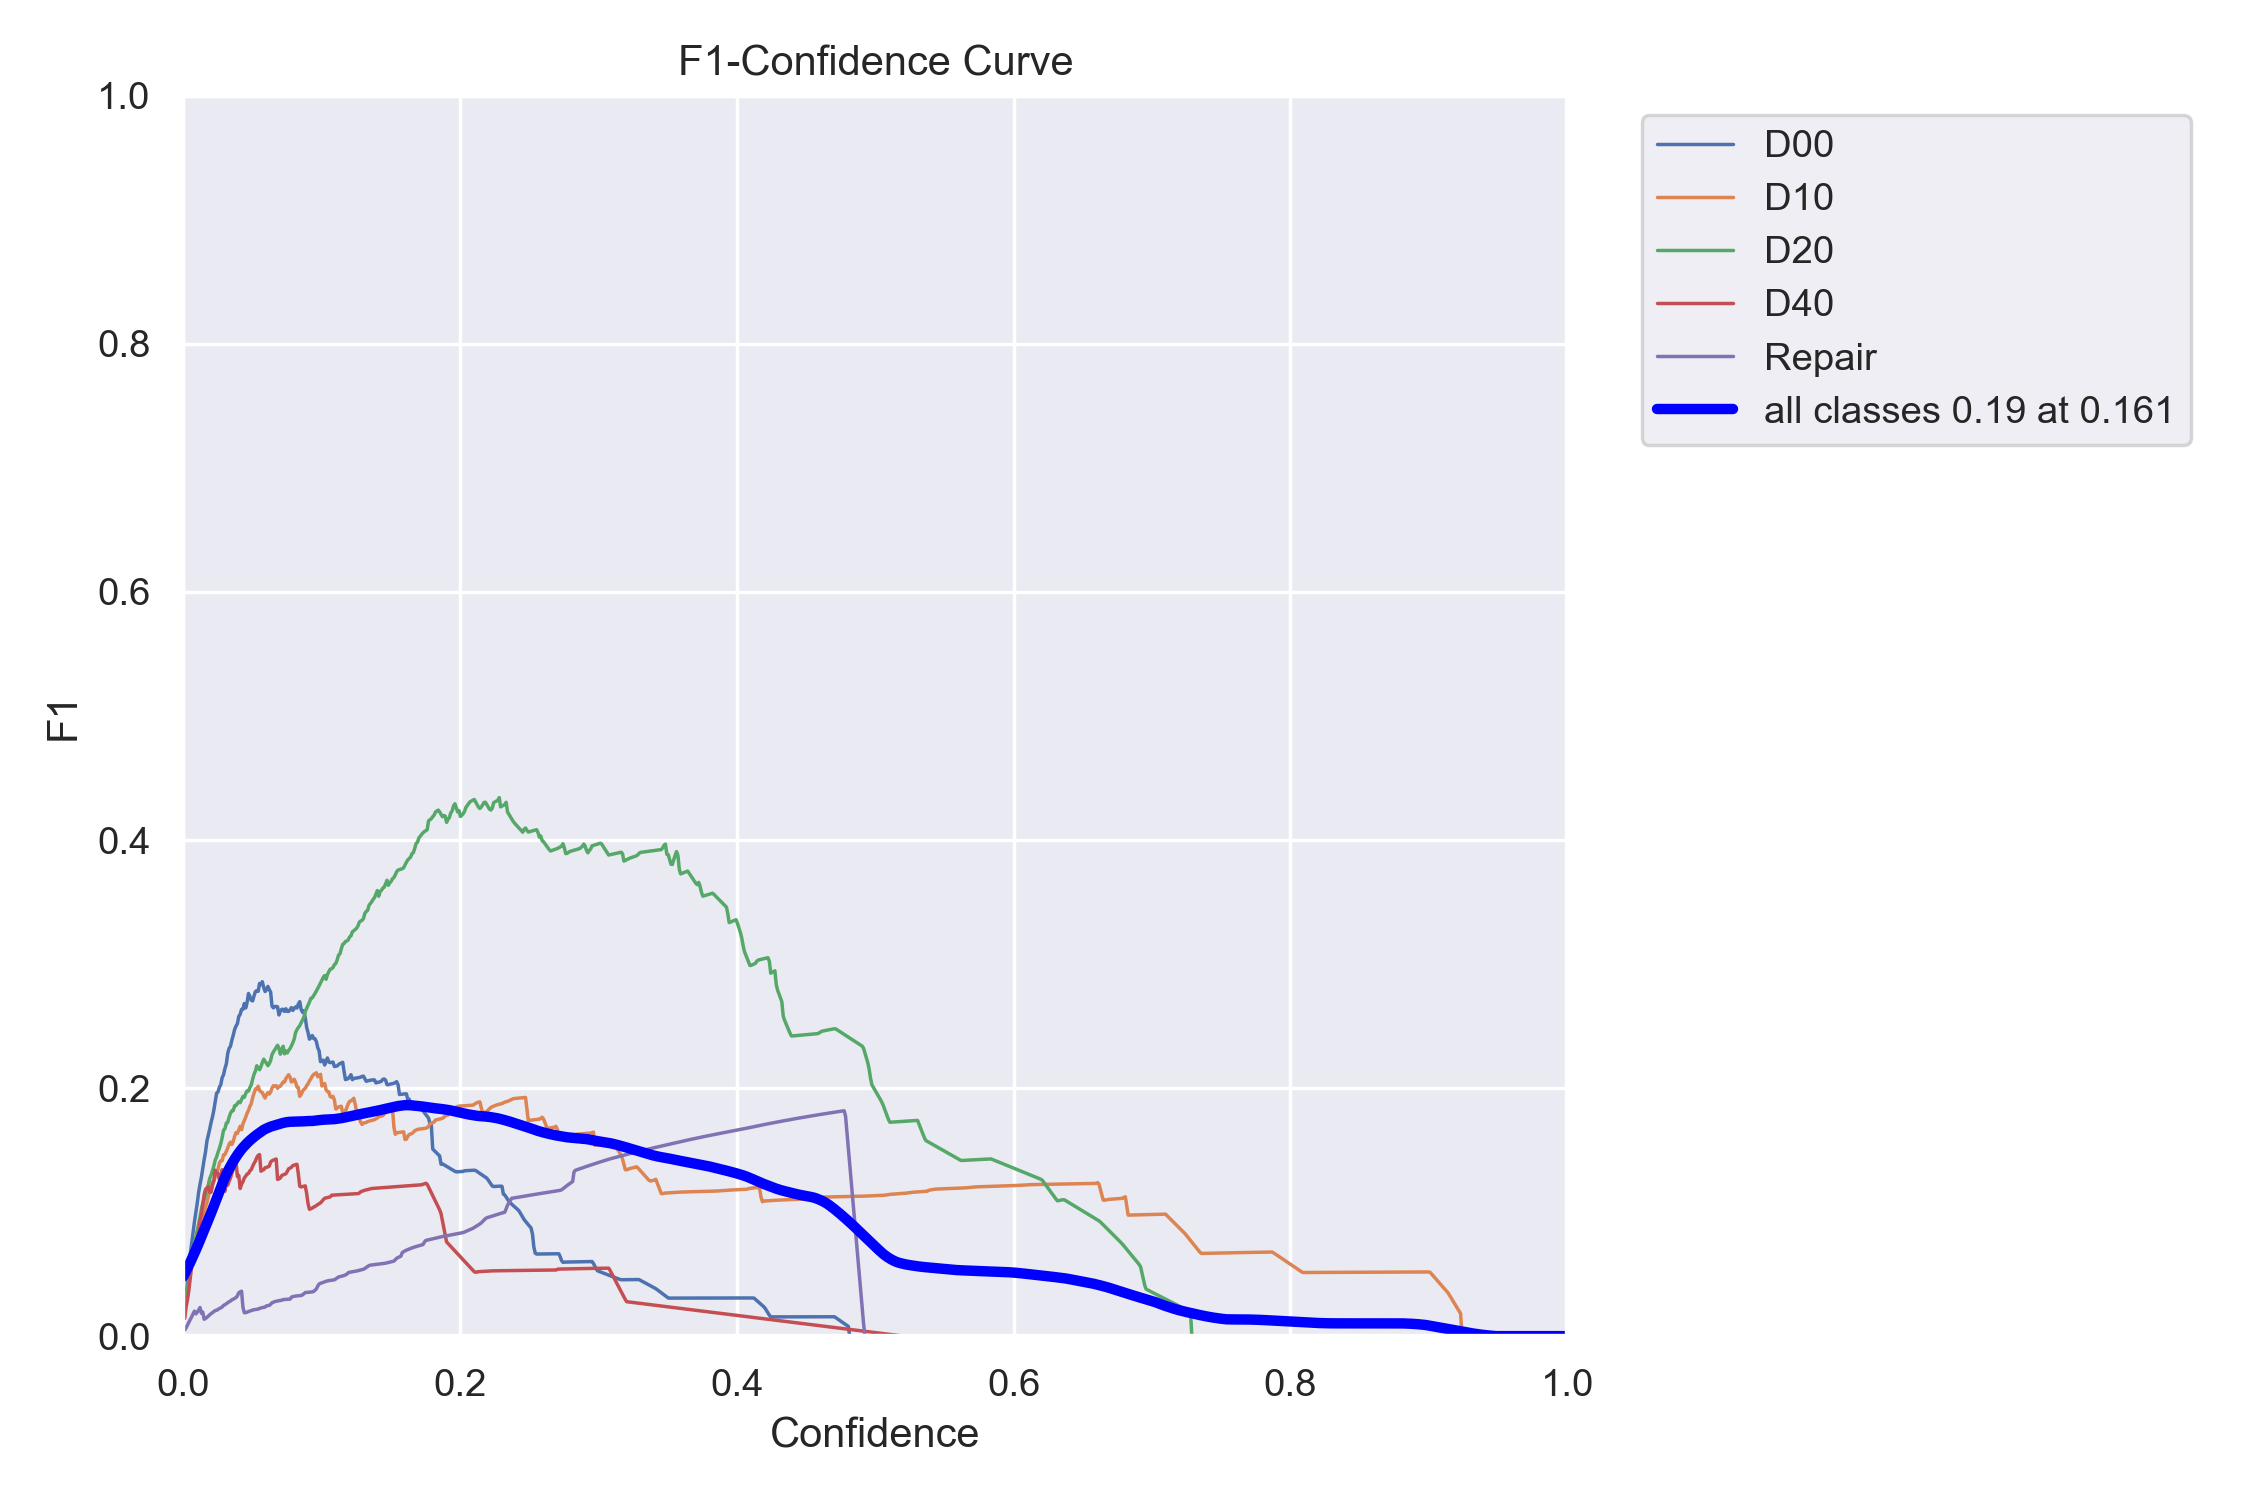 F1-Confidence Curve
1.0
0.8
0.6
0.4
0.2
0.0
F1
0.0 0.2 0.4 0.6 0.8 1.0
Confidence
D00
D10
D20
D40
Repair
all classes 0.19 at 0.161